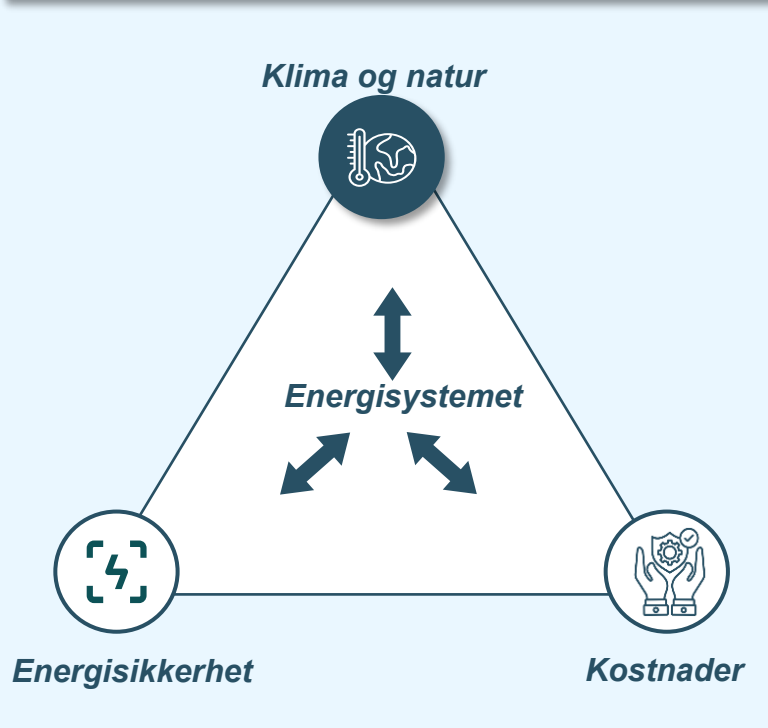 Klima og natur
Energisystemet
Energisikkerhet
Kostnader